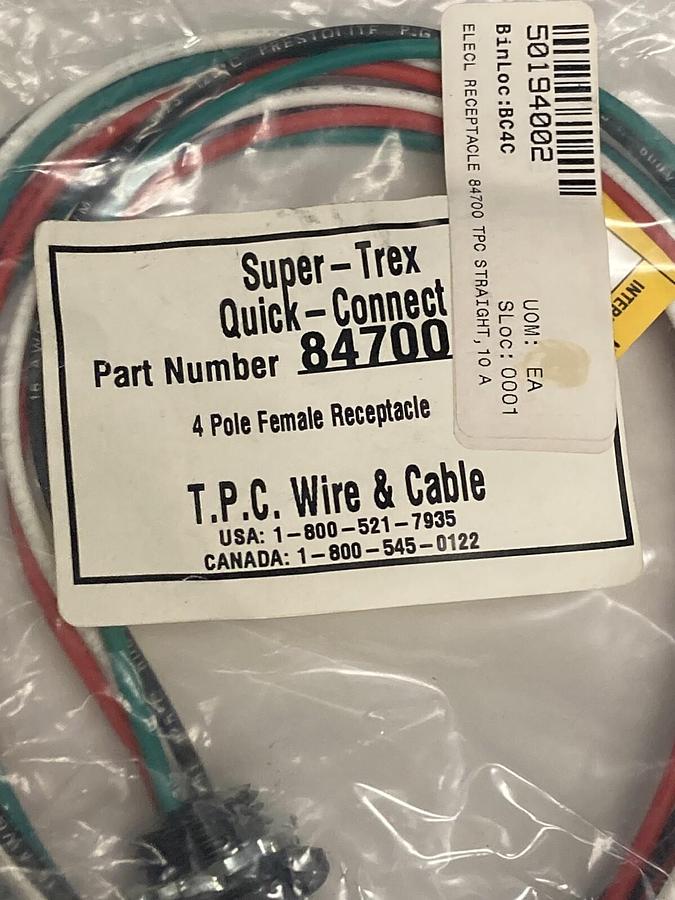 PRESTOLITE P.G
Super-Trex
Quick-Connect
Part Number 84700
4 Pole Female Receptacle
T.P.C. Wire & Cable
USA: 1-800-521-7935
CANADA: 1-800-545-0122
50194002
BinLoc:BC4C
ELECL RECEPTACLE 84700 TPC STRAIGHT, 10 A
UOM: EA
SLoc: 0001
INTER